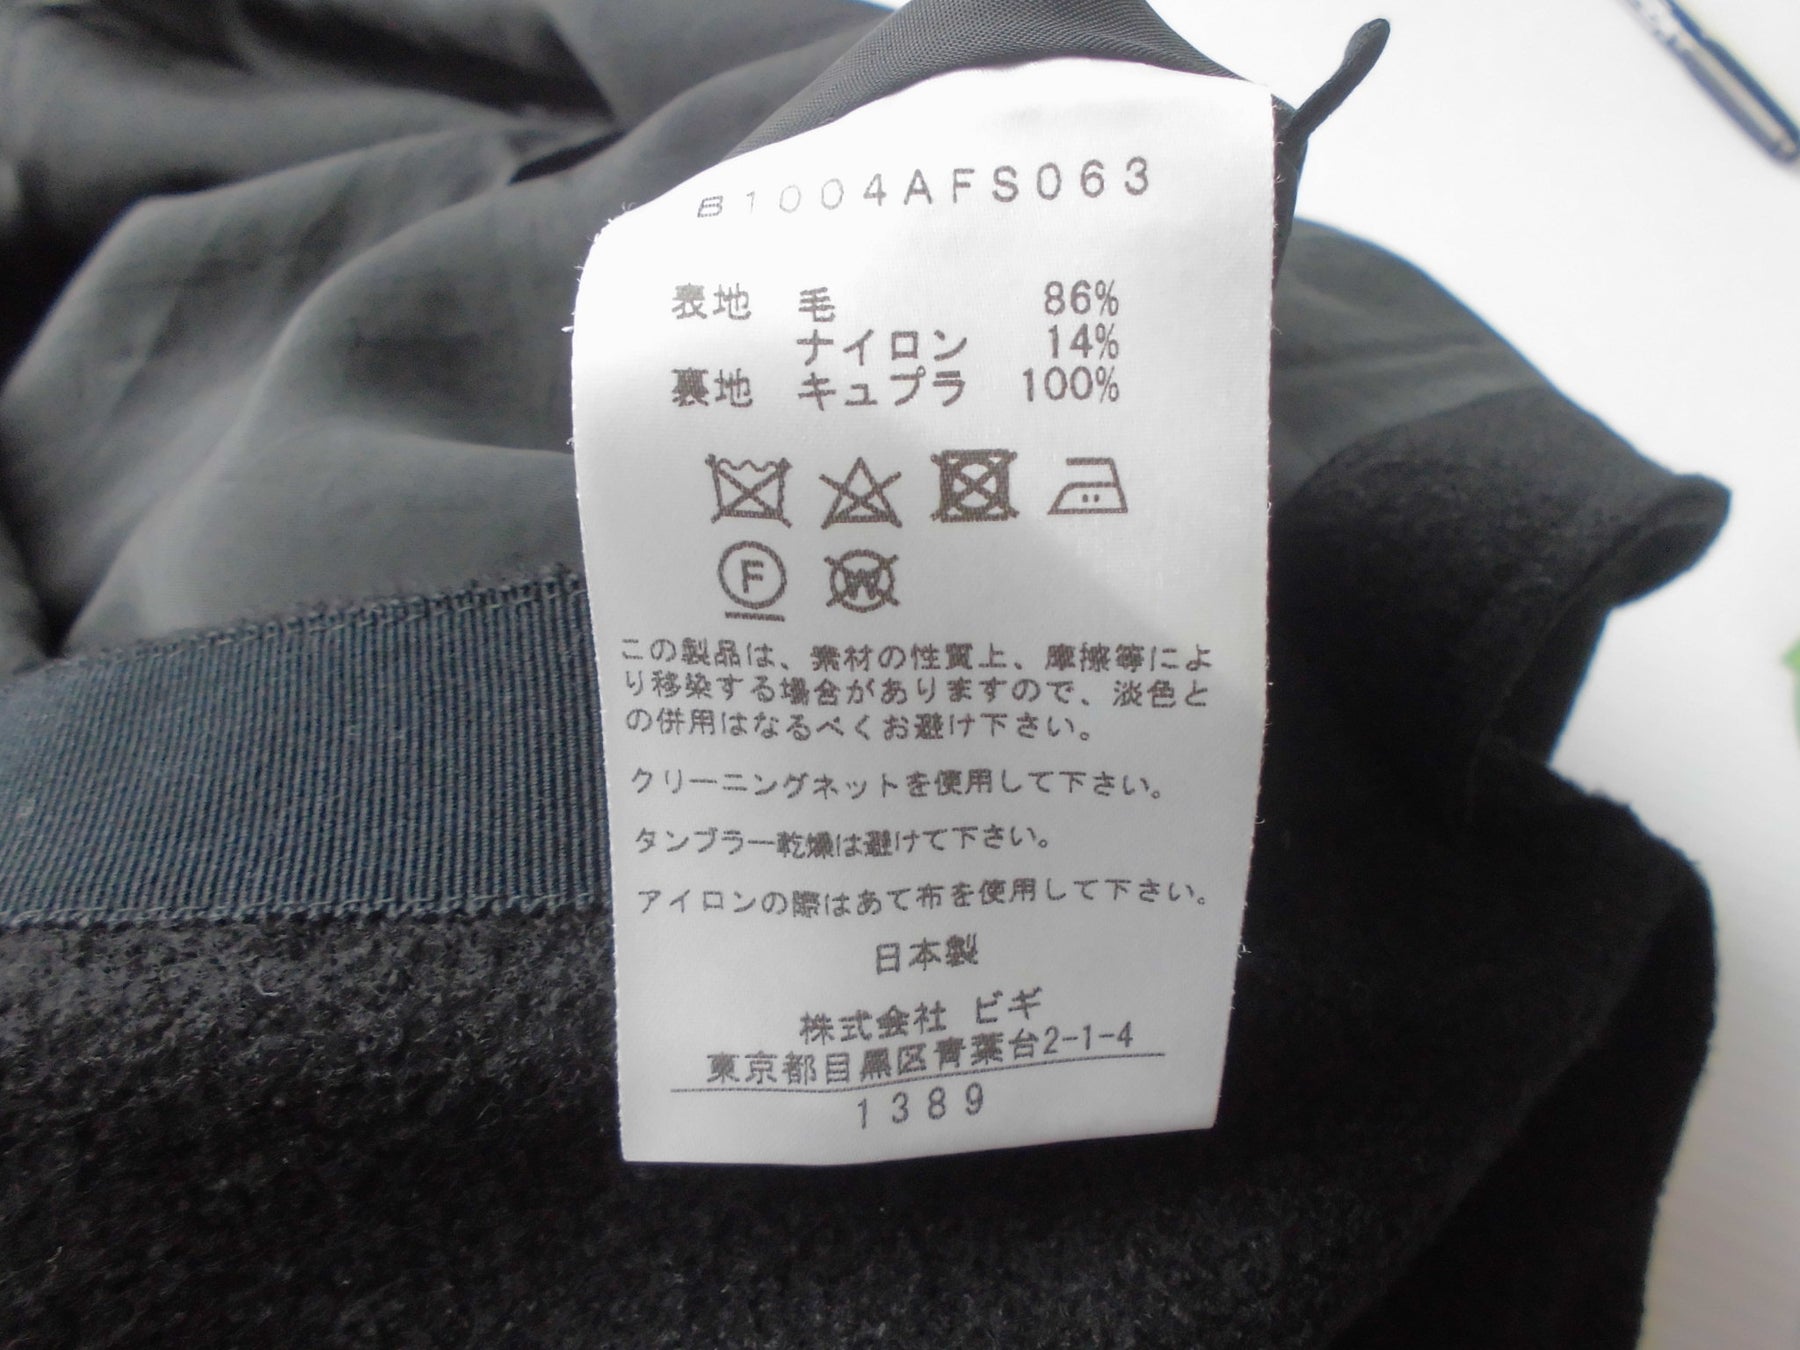 B1004AFS063
表地 毛 86%
ナイロン 14%
裏地 キュプラ 100%
F W
この製品は、素材の性質上、摩擦等によ
り移染する場合がありますので、淡色と
の併用はなるべくお避け下さい。
クリーニングネットを使用して下さい。
タンブラー乾燥は避けて下さい。
アイロンの際はあて布を使用して下さい。
日本製
株式会社 ビギ
東京都目黒区青葉台2-1-4
1389